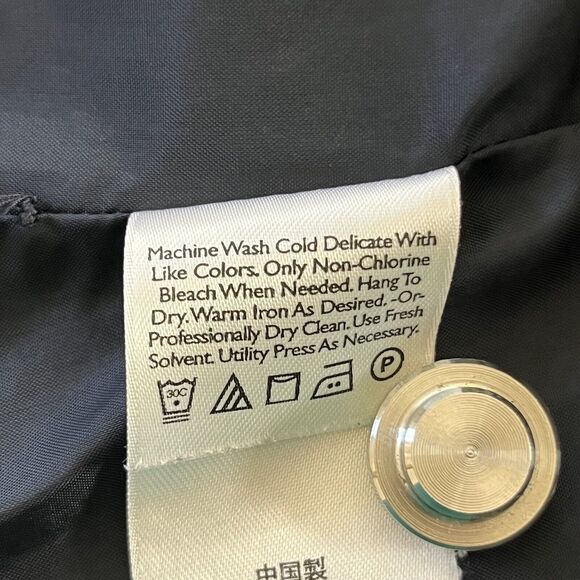 Machine Wash Cold Delicate With
Like Colors. Only Non-Chlorine
Bleach When Needed. Hang To
Dry. Warm Iron As Desired. -Or-
Professionally Dry Clean. Use Fresh
Solvent. Utility Press As Necessary.
30C P
中国製